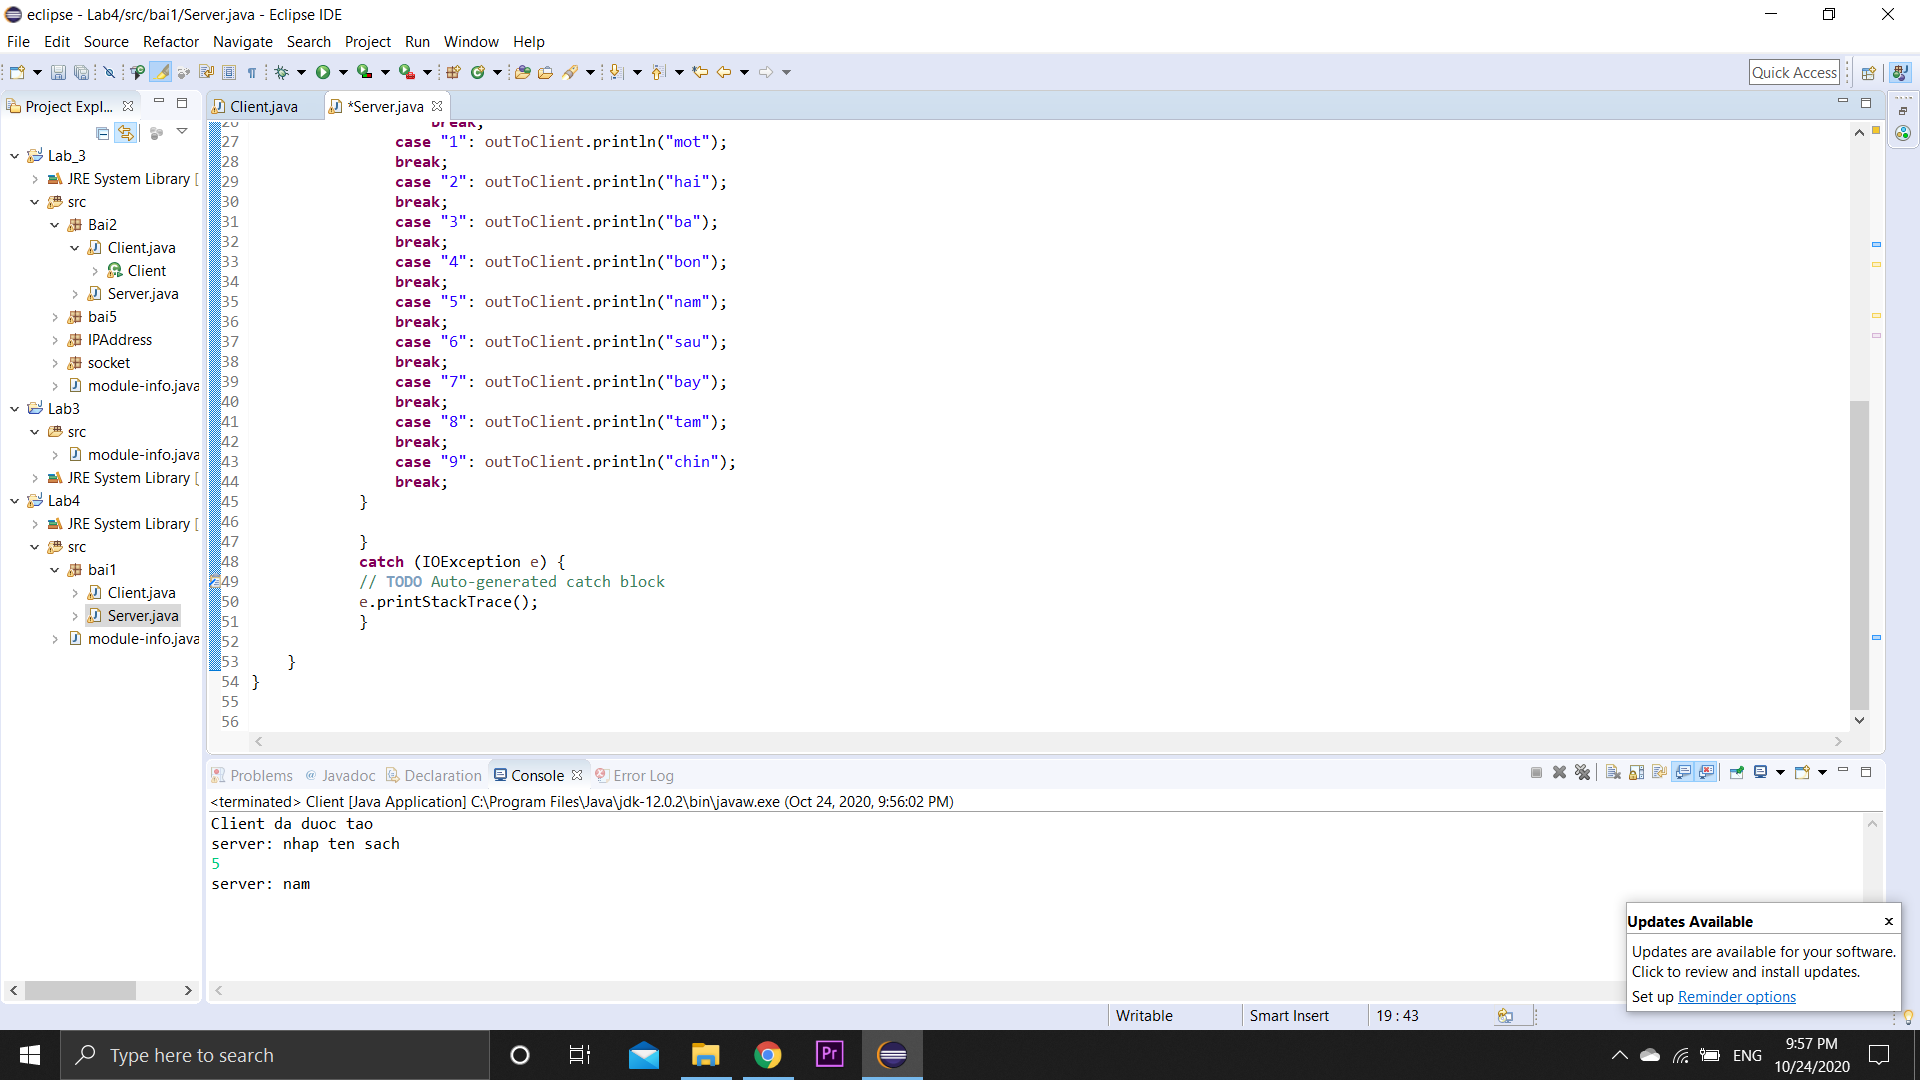 eclipse - Lab4/src/bai1/Server.java - Eclipse IDE
File Edit Source Refactor Navigate Search Project Run Window Help
Quick Access
Project Expl...
Client.java
*Server.java
Lab_3
JRE System Library [
src
Bai2
Client.java
Client
Server.java
bai5
IPAddress
socket
module-info.java
Lab3
src
module-info.java
JRE System Library [
Lab4
JRE System Library [
src
bai1
Client.java
Server.java
module-info.java
26 break;
27 case "1": outToClient.println("mot");
28 break;
29 case "2": outToClient.println("hai");
30 break;
31 case "3": outToClient.println("ba");
32 break;
33 case "4": outToClient.println("bon");
34 break;
35 case "5": outToClient.println("nam");
36 break;
37 case "6": outToClient.println("sau");
38 break;
39 case "7": outToClient.println("bay");
40 break;
41 case "8": outToClient.println("tam");
42 break;
43 case "9": outToClient.println("chin");
44 break;
45 }
46
47 }
48 catch (IOException e) {
49 // TODO Auto-generated catch block
50 e.printStackTrace();
51 }
52
53 }
54 }
55
56
Problems @ Javadoc Declaration Console Error Log
<terminated> Client [Java Application] C:\Program Files\Java\jdk-12.0.2\bin\javaw.exe (Oct 24, 2020, 9:56:02 PM)
Client da duoc tao
server: nhap ten sach
5
server: nam
Updates Available x
Updates are available for your software.
Click to review and install updates.
Set up Reminder options
Writable Smart Insert 19 : 43
Type here to search
Pr
ENG
9:57 PM
10/24/2020